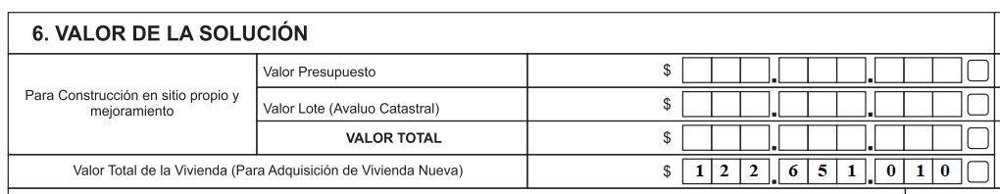 6. VALOR DE LA SOLUCIÓN
Para Construcción en sitio propio y
mejoramiento
Valor Presupuesto $ . .
Valor Lote (Avaluo Catastral) $ . .
VALOR TOTAL $ . .
Valor Total de la Vivienda (Para Adquisición de Vivienda Nueva) $ 122.651.010